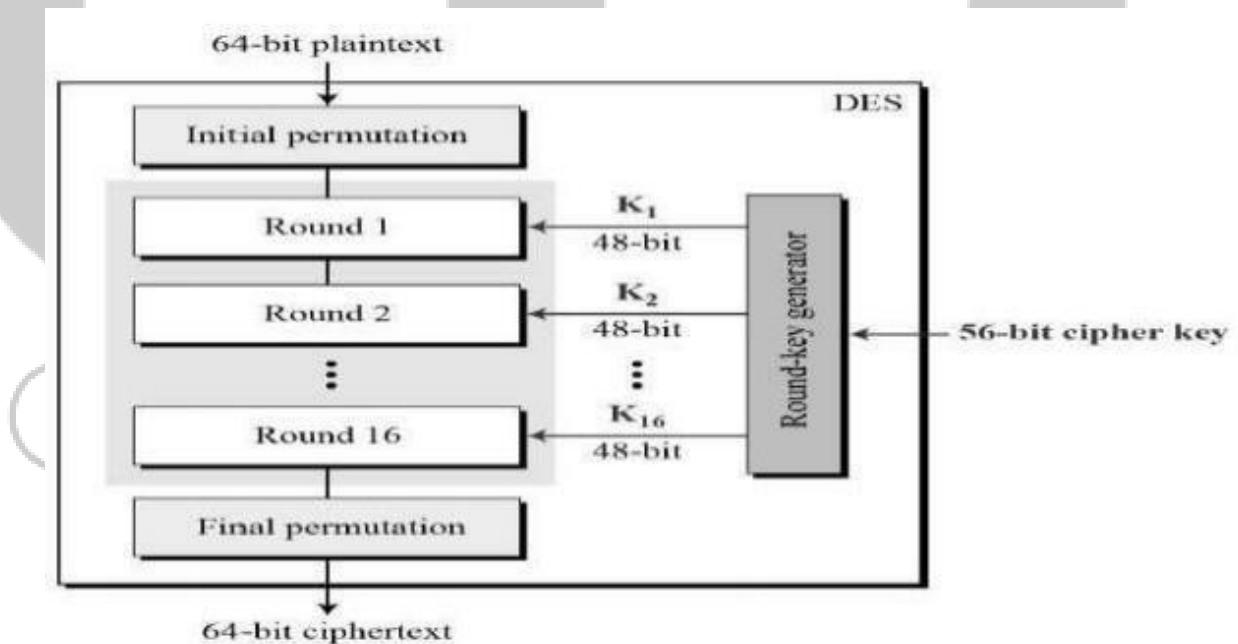 64-bit plaintext
DES
Initial permutation
Round 1
K1
48-bit
Round 2
K2
48-bit
Round-key generator
56-bit cipher key
Round 16
K16
48-bit
Final permutation
64-bit ciphertext